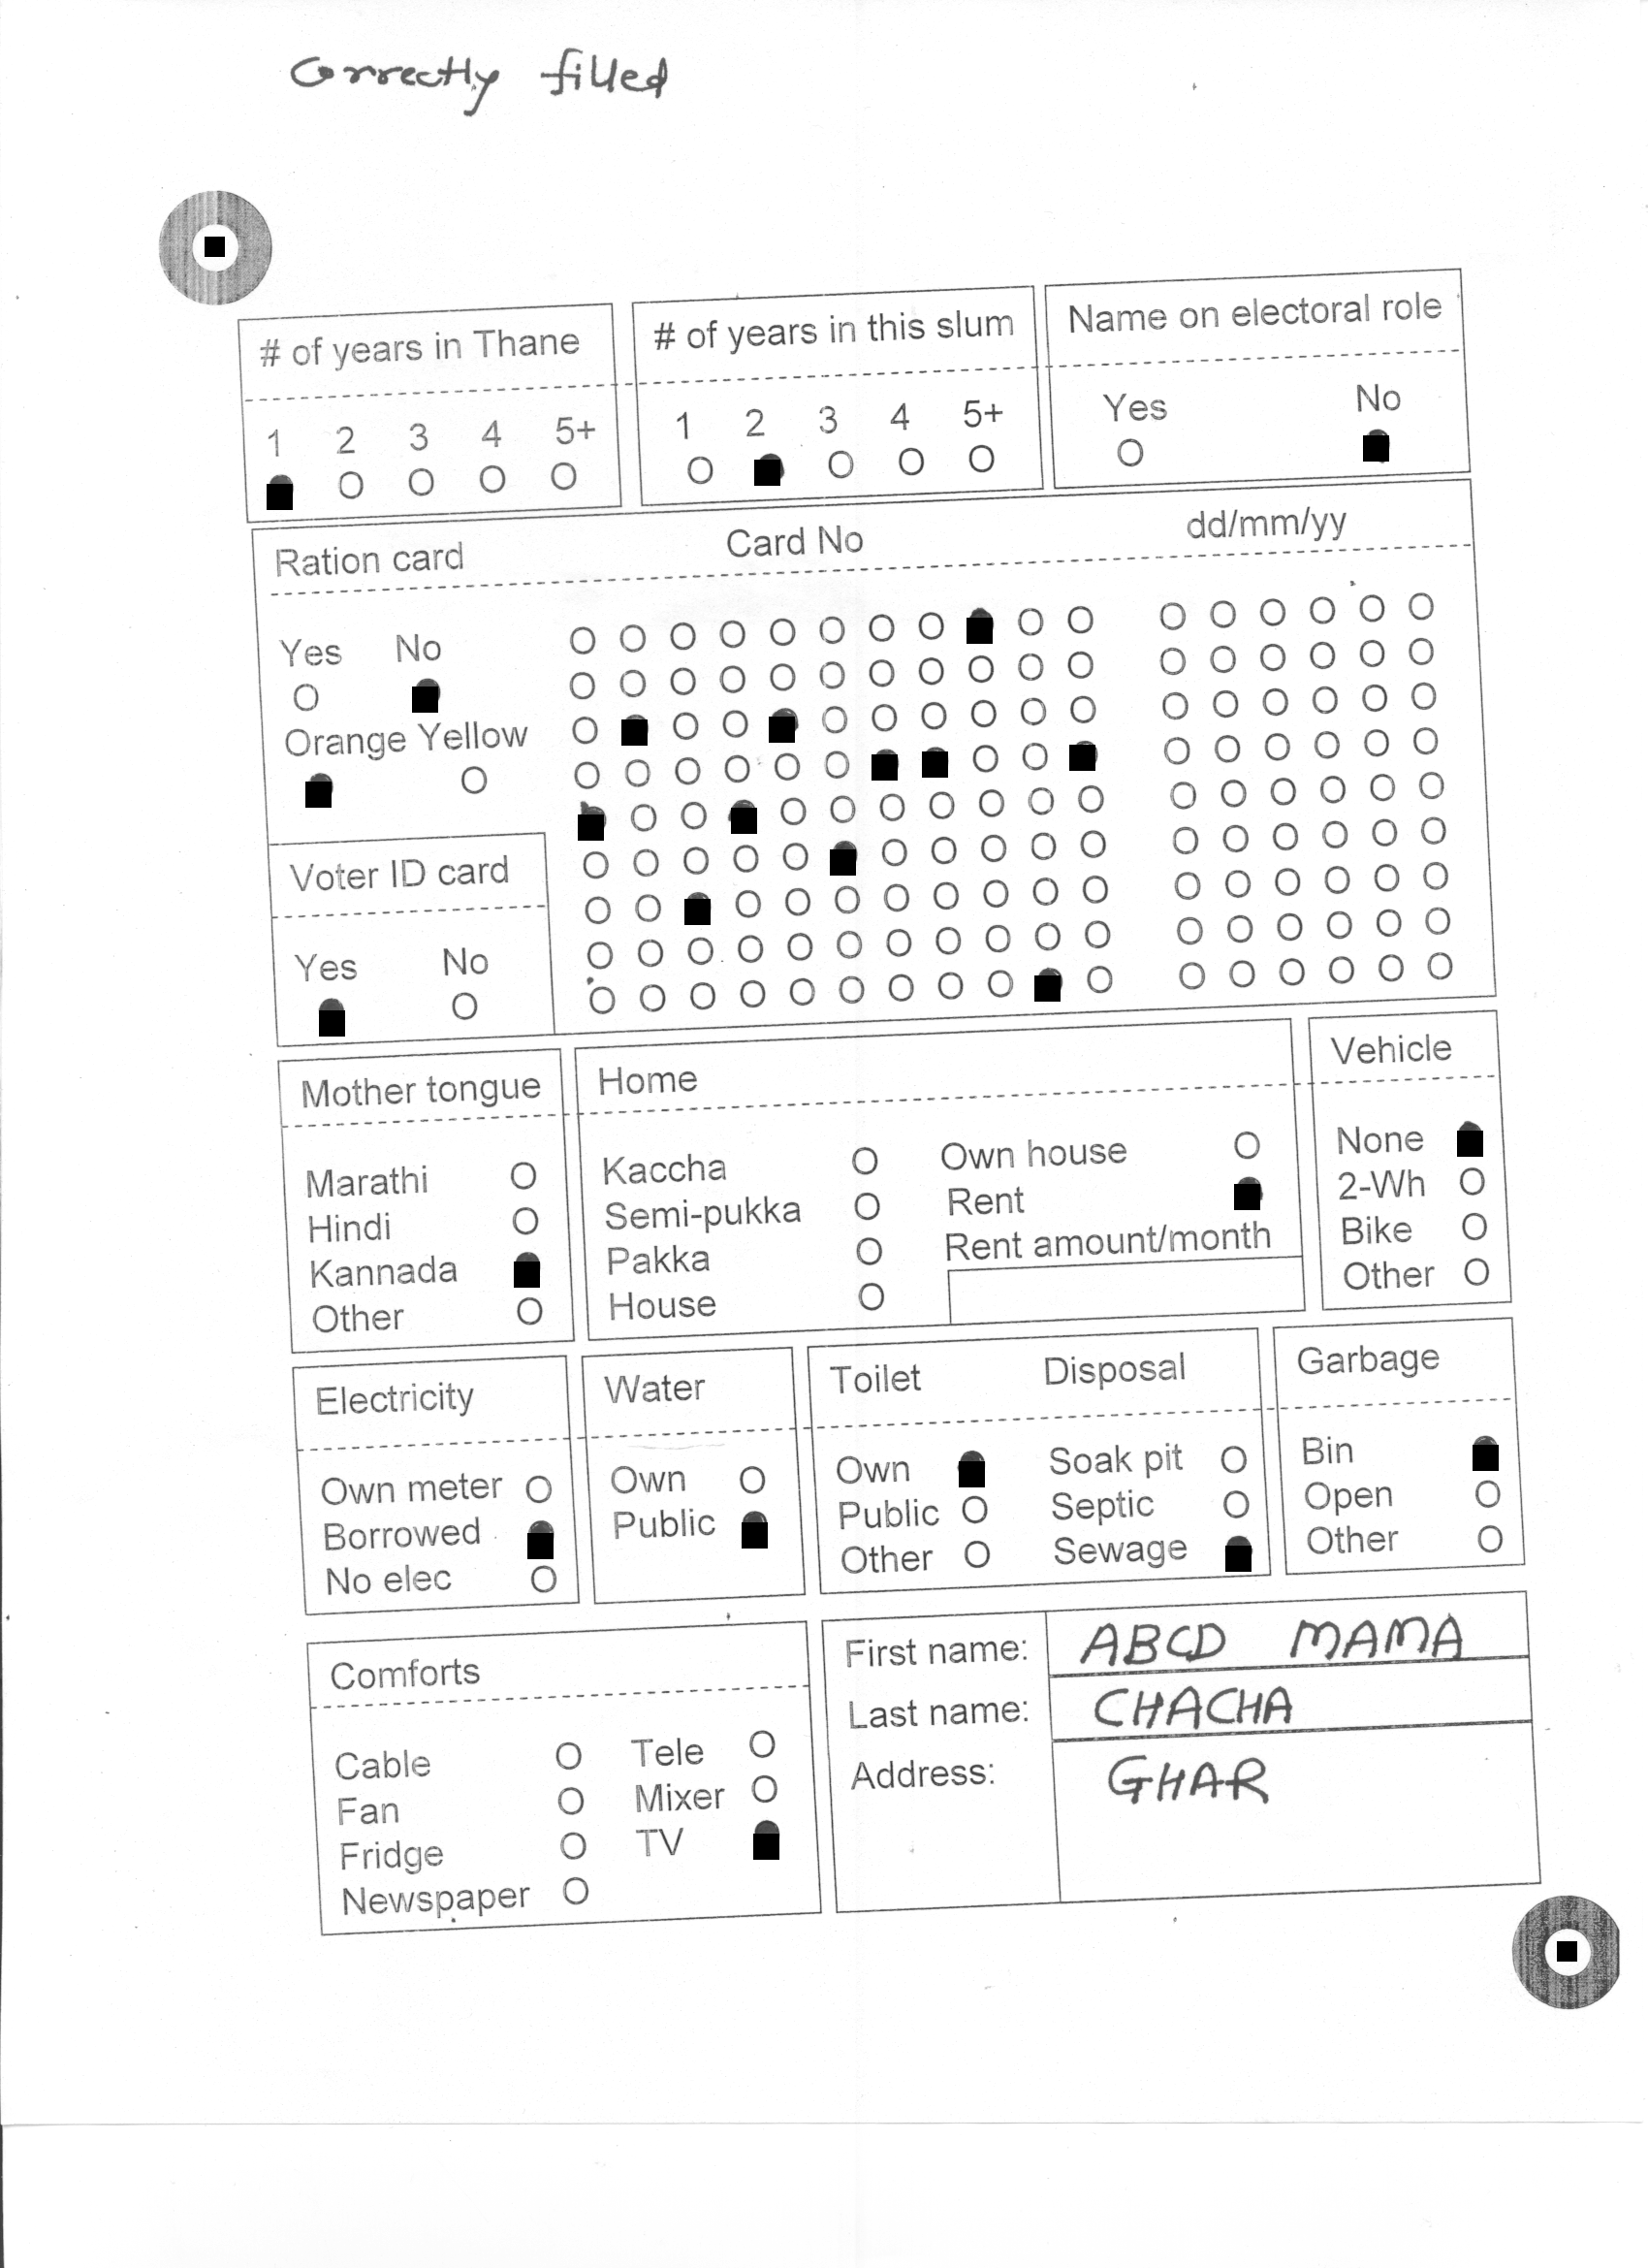 Correctly filled
# of years in Thane
1 2 3 4 5+
# of years in this slum
1 2 3 4 5+
Name on electoral role
Yes No
Ration card Card No dd/mm/yy
Yes No
Orange Yellow
Voter ID card
Yes No
Mother tongue
Marathi
Hindi
Kannada
Other
Home
Kaccha
Semi-pukka
Pakka
House
Own house
Rent
Rent amount/month
Vehicle
None
2-Wh
Bike
Other
Electricity
Own meter
Borrowed
No elec
Water
Own
Public
Toilet Disposal
Own
Public
Other
Soak pit
Septic
Sewage
Garbage
Bin
Open
Other
Comforts
Cable
Fan
Fridge
Newspaper
Tele
Mixer
TV
First name: ABCD MAMA
Last name: CHACHA
Address: GHAR